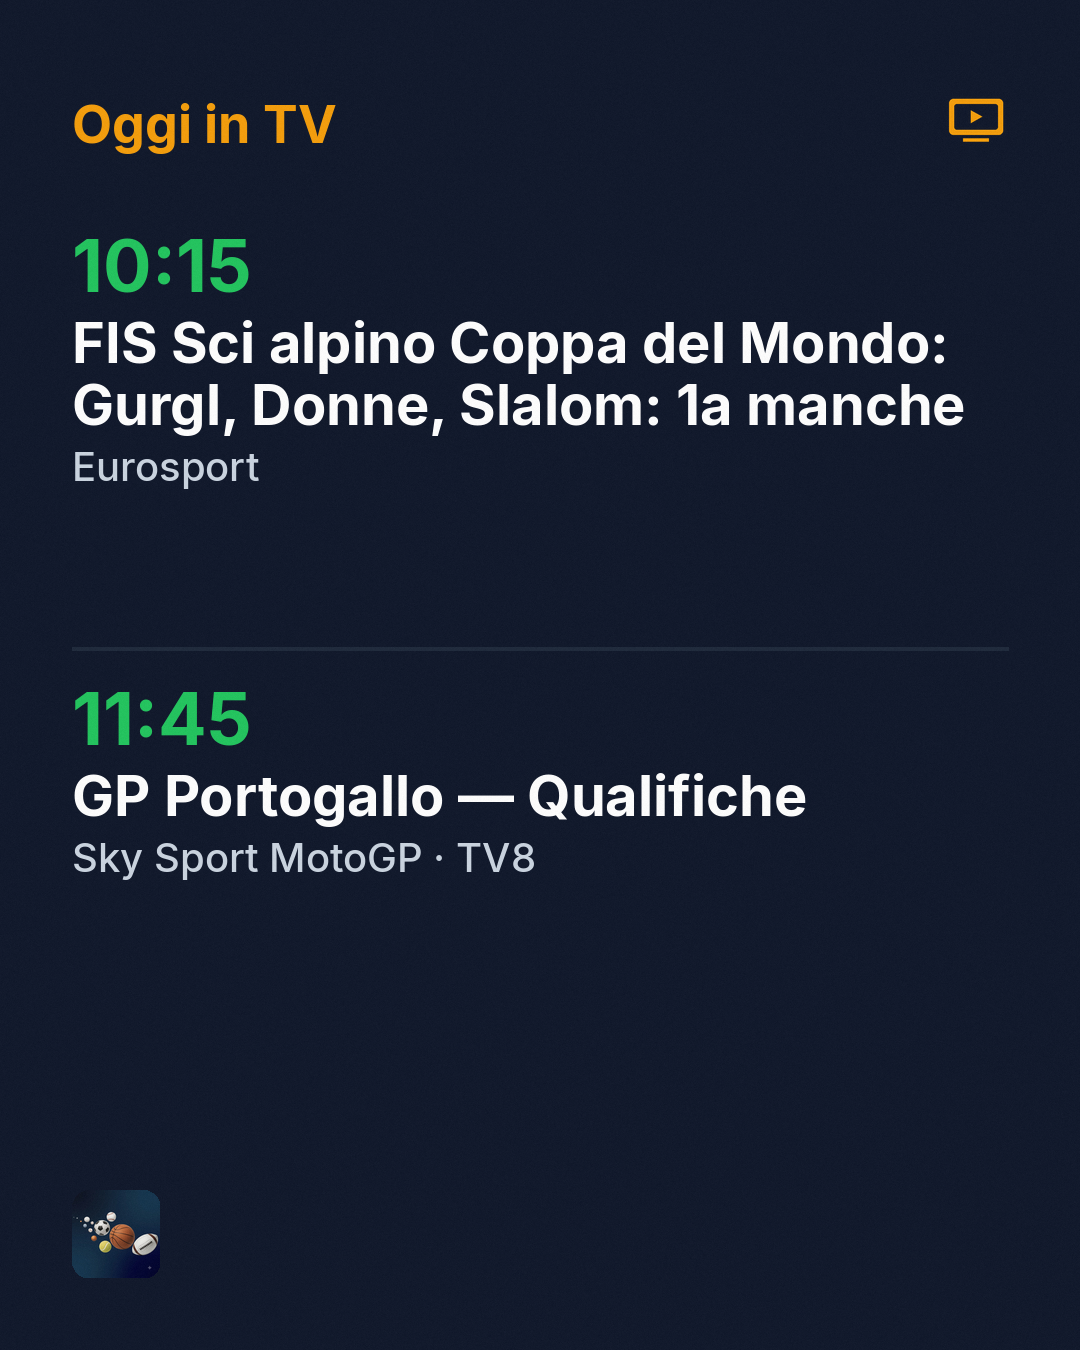 Oggi in TV
10:15
FIS Sci alpino Coppa del Mondo:
Gurgl, Donne, Slalom: 1a manche
Eurosport
11:45
GP Portogallo — Qualifiche
Sky Sport MotoGP · TV8